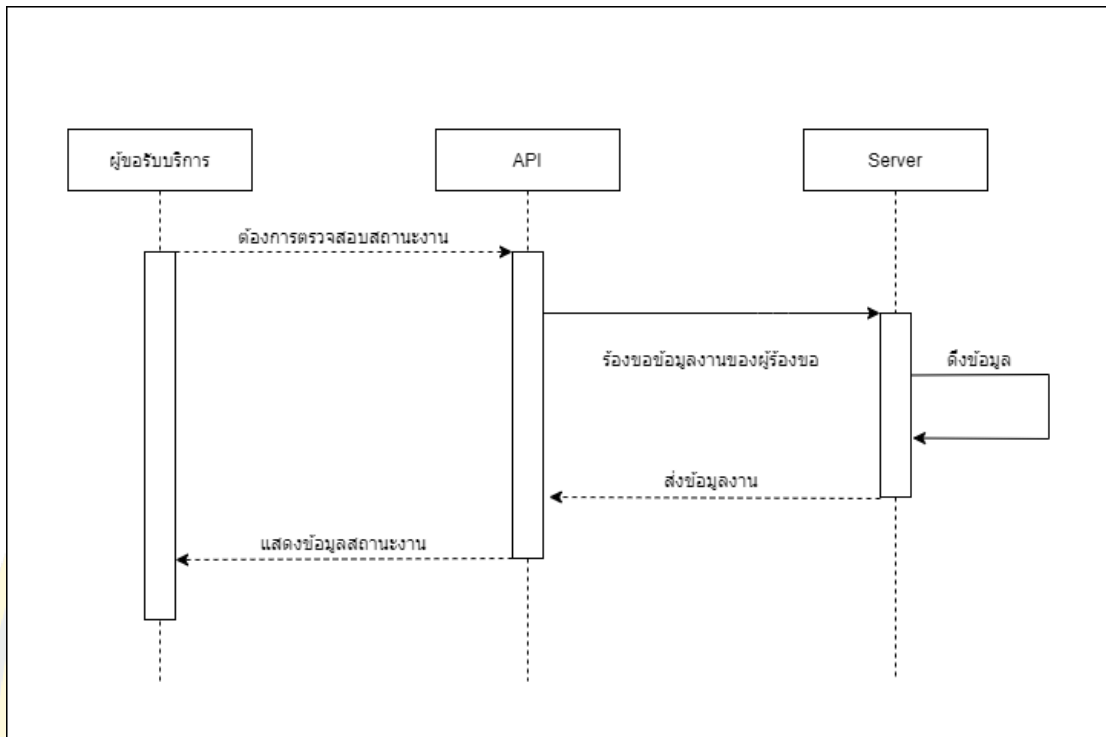 ผู้ขอรับบริการ
API
Server
ต้องการตรวจสอบสถานะงาน
ร้องขอข้อมูลงานของผู้ร้องขอ
ดึงข้อมูล
ส่งข้อมูลงาน
แสดงข้อมูลสถานะงาน